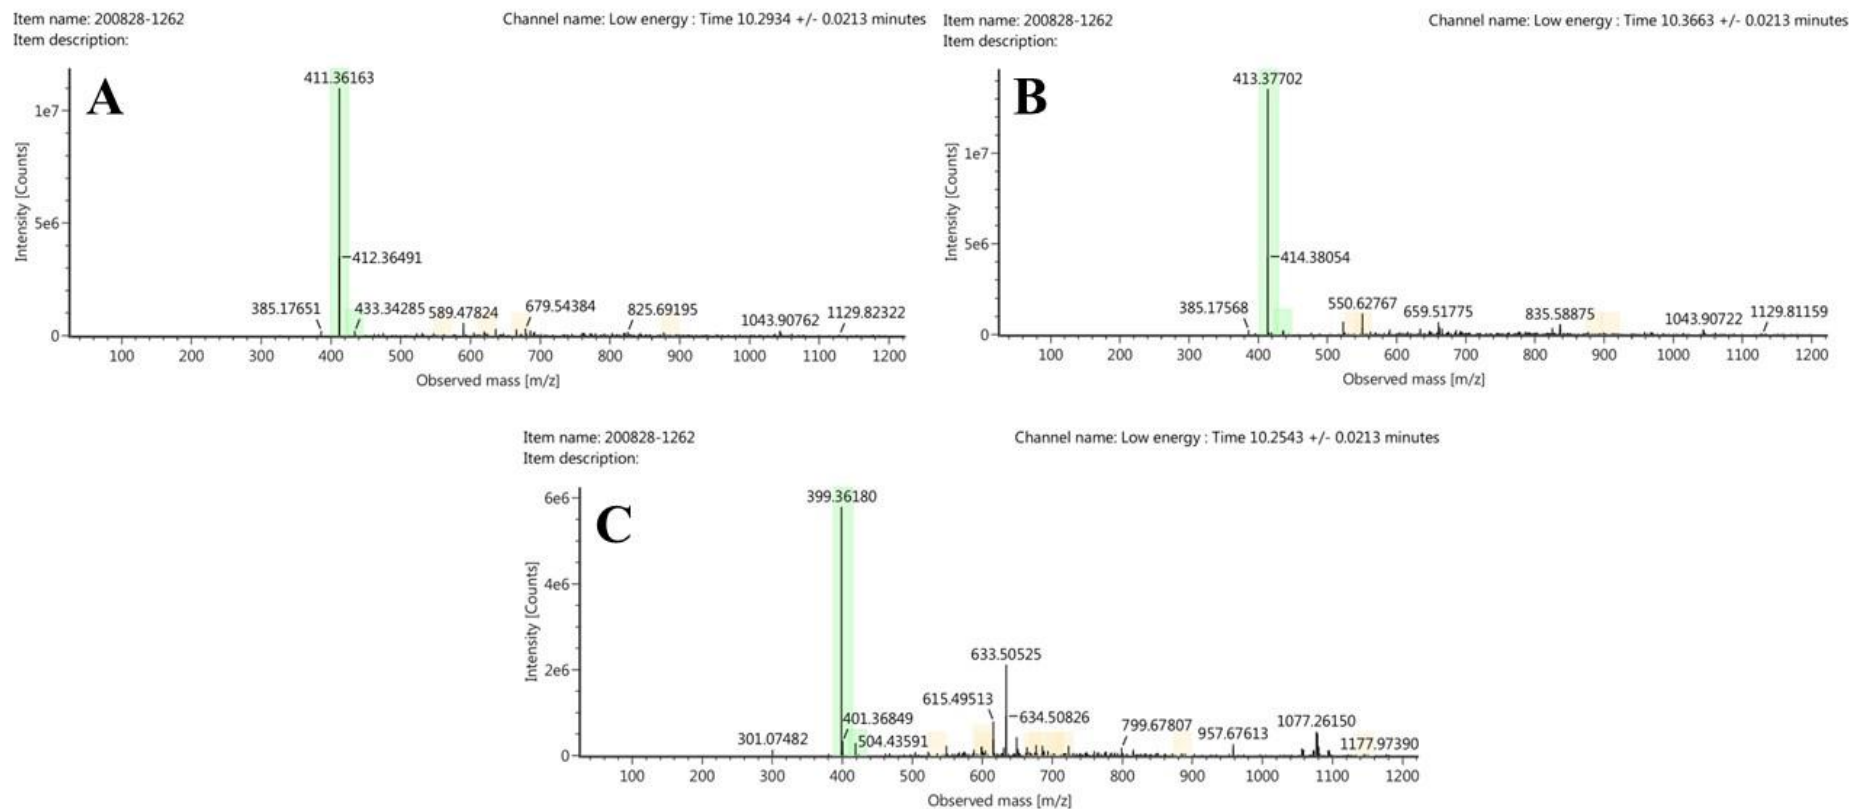 Item name: 200828-1262
Channel name: Low energy : Time 10.2934 +/- 0.0213 minutes
Item description:
A
411.36163
1e7
Intensity [Counts]
412.36491
5e6
385.17651
433.34285
589.47824
679.54384
825.69195
1043.90762
1129.82322
0
100 200 300 400 500 600 700 800 900 1000 1100 1200
Observed mass [m/z]
Item name: 200828-1262
Channel name: Low energy : Time 10.3663 +/- 0.0213 minutes
Item description:
B
413.37702
1e7
Intensity [Counts]
5e6
414.38054
385.17568
550.62767
659.51775
835.58875
1043.90722
1129.81159
0
100 200 300 400 500 600 700 800 900 1000 1100 1200
Observed mass [m/z]
Item name: 200828-1262
Channel name: Low energy : Time 10.2543 +/- 0.0213 minutes
Item description:
C
6e6
399.36180
4e6
Intensity [Counts]
633.50525
2e6
615.49513
634.50826
401.36849
799.67807
1077.26150
301.07482
504.43591
957.67613
1177.97390
0
100 200 300 400 500 600 700 800 900 1000 1100 1200
Observed mass [m/z]